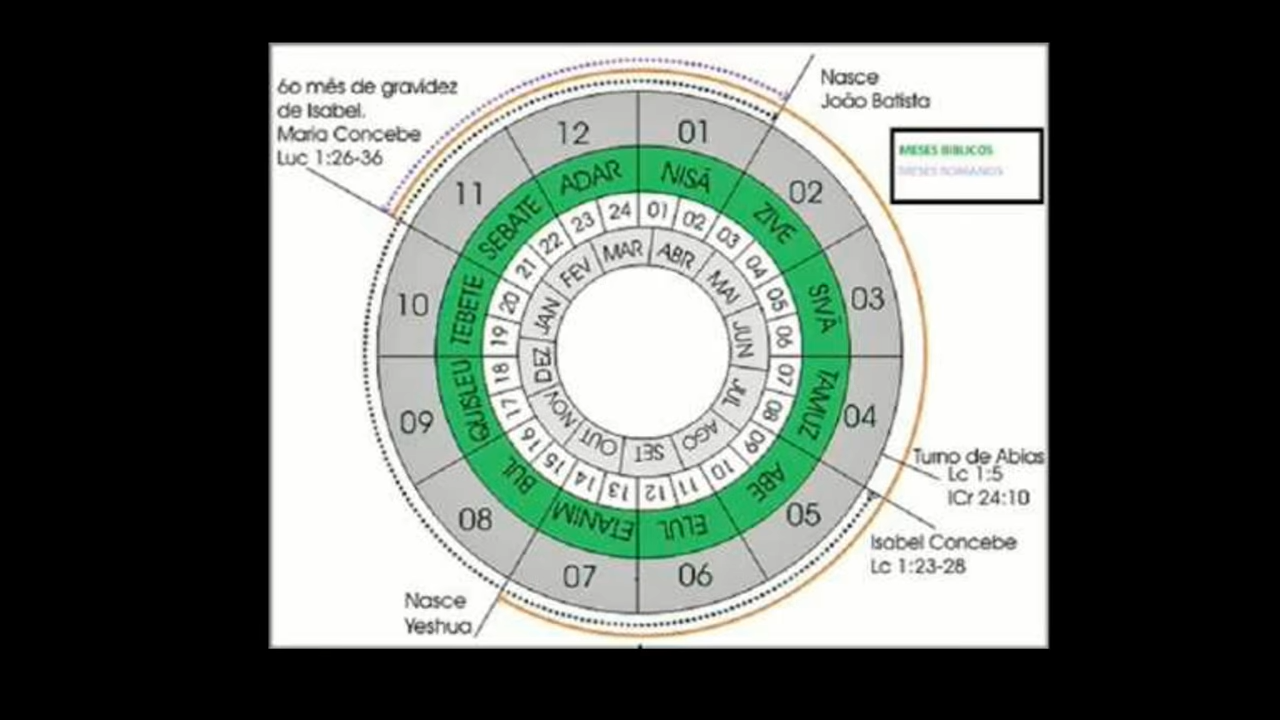 6o mês de gravidez
de Isabel.
Maria Concebe
Luc 1:26-36
Nasce
João Batista
MESES BIBLICOS
MESES ROMANOS
Turno de Abias
Lc 1:5
ICr 24:10
Isabel Concebe
Lc 1:23-28
Nasce
Yeshua
01
02
03
04
05
06
07
08
09
10
11
12
NISÃ
ZIVE
SIVÃ
TAMUZ
ABE
ELUL
ETANIM
BUL
QUISLEU
TEBETE
SEBATE
ADAR
01
02
03
04
05
06
07
08
09
10
11
12
13
14
15
16
17
18
19
20
21
22
23
24
ABR
MAI
JUN
JUL
AGO
SET
OUT
NOV
DEZ
JAN
FEV
MAR